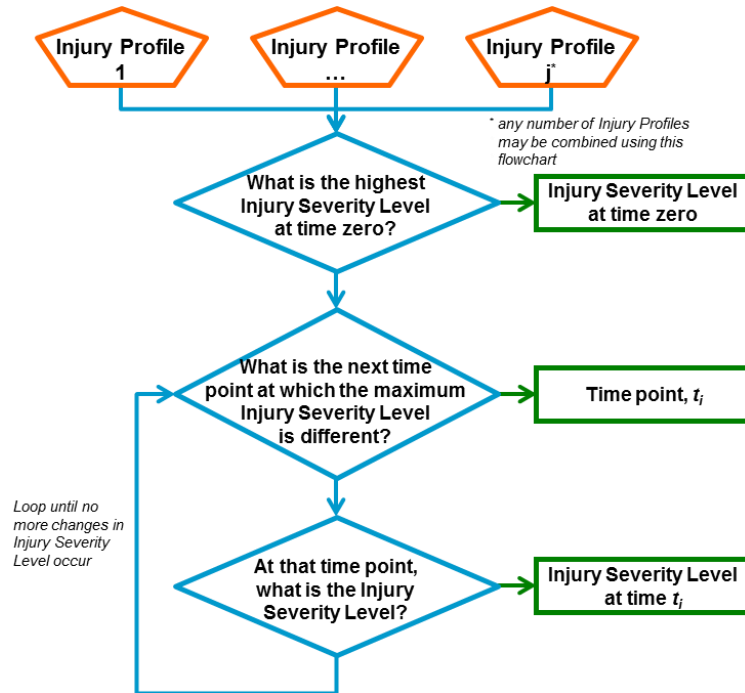 Injury Profile
1
Injury Profile
...
Injury Profile
j*
* any number of Injury Profiles
may be combined using this
flowchart
What is the highest
Injury Severity Level
at time zero?
Injury Severity Level
at time zero
What is the next time
point at which the maximum
Injury Severity Level
is different?
Time point, ti
Loop until no
more changes in
Injury Severity
Level occur
At that time point,
what is the Injury
Severity Level?
Injury Severity Level
at time ti